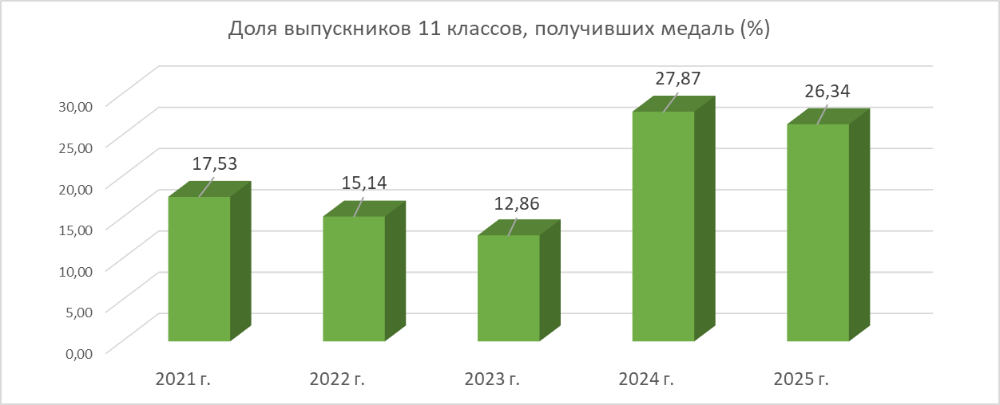 Доля выпускников 11 классов, получивших медаль (%)
30,00
25,00
20,00
15,00
10,00
5,00
0,00
17,53
15,14
12,86
27,87
26,34
2021 г.
2022 г.
2023 г.
2024 г.
2025 г.